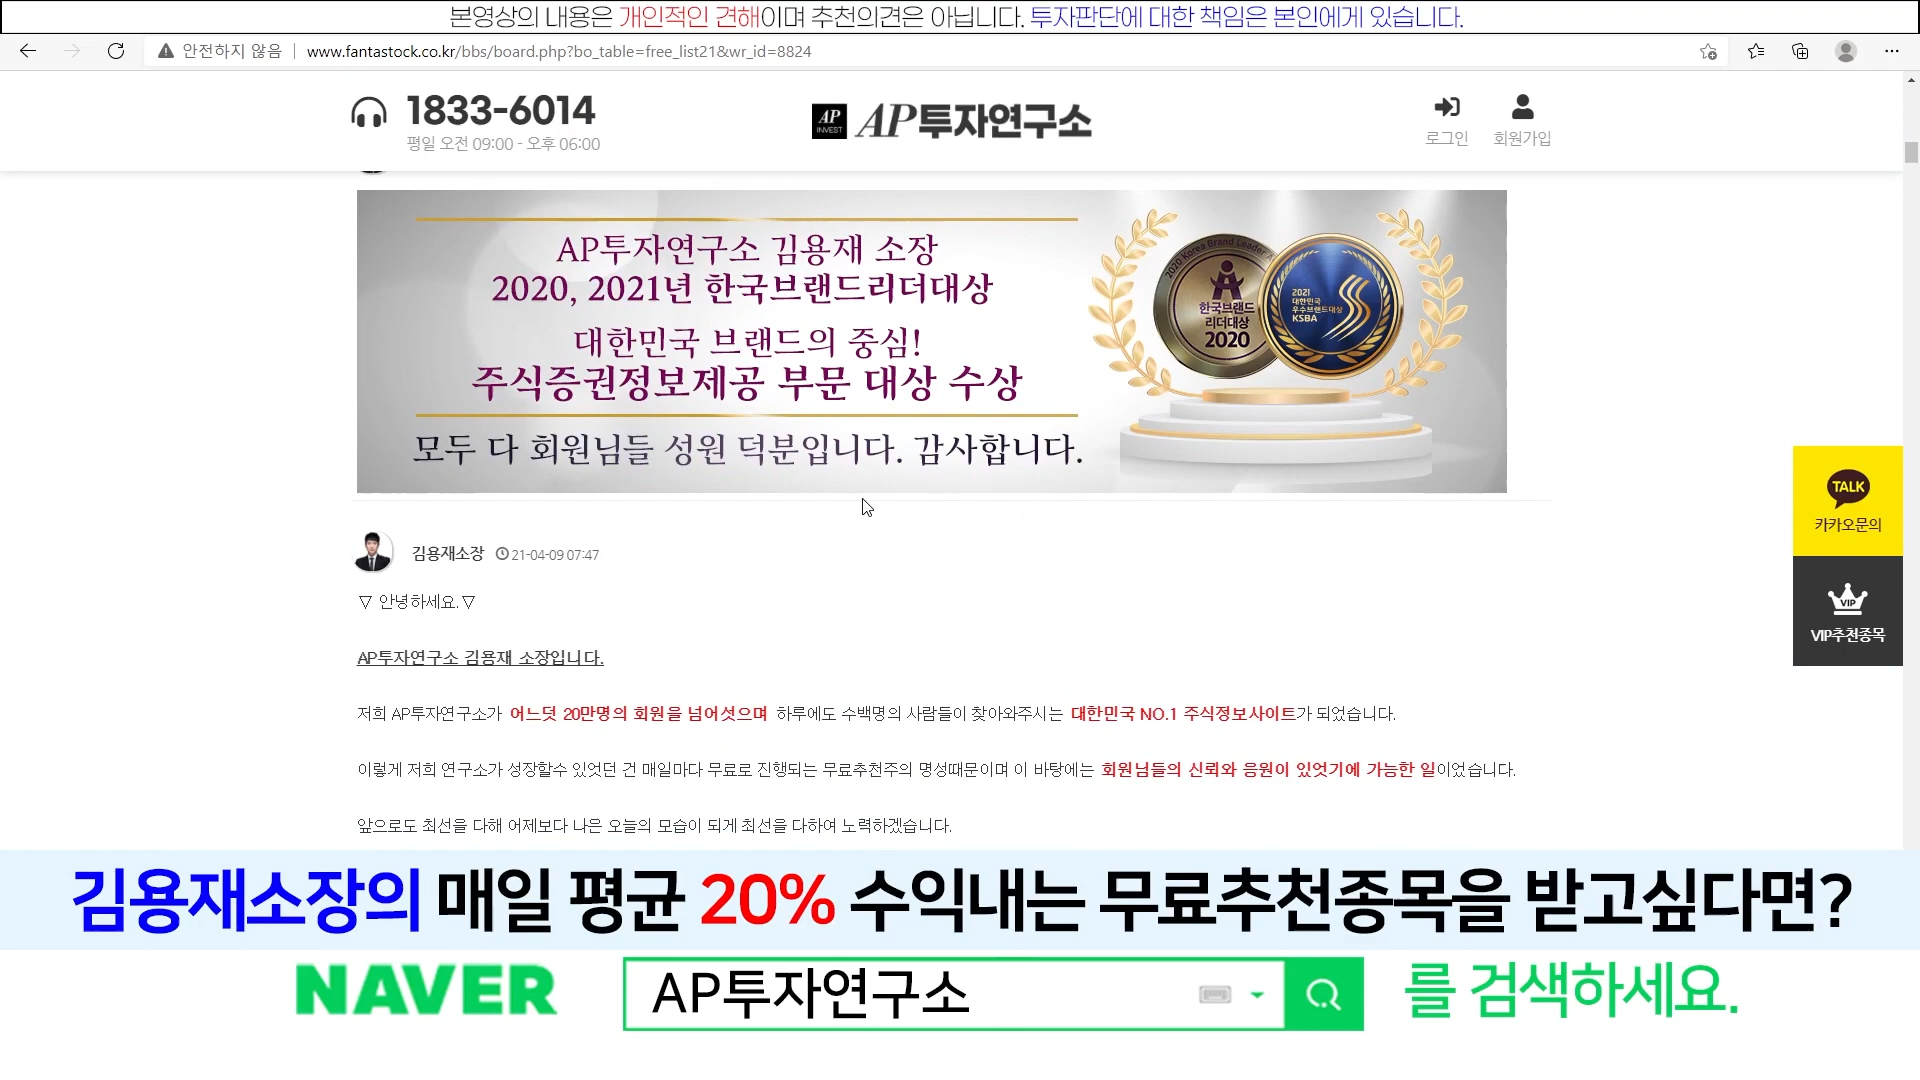 본영상의 내용은 개인적인 견해이며 추천의견은 아닙니다. 투자판단에 대한 책임은 본인에게 있습니다.
안전하지 않음 | www.fantastock.co.kr/bbs/board.php?bo_table=free_list21&wr_id=8824
1833-6014
평일 오전 09:00 - 오후 06:00
AP INVEST
AP투자연구소
로그인
회원가입
AP투자연구소 김용재 소장
2020, 2021년 한국브랜드리더대상
대한민국 브랜드의 중심!
주식증권정보제공 부문 대상 수상
모두 다 회원님들 성원 덕분입니다. 감사합니다.
2020 Korea Brand Leader
한국브랜드
리더대상
2020
2021
대한민국
우수브랜드대상
KSBA
TALK
카카오문의
VIP
VIP추천종목
김용재소장 21-04-09 07:47
▽ 안녕하세요.▽
AP투자연구소 김용재 소장입니다.
저희 AP투자연구소가 어느덧 20만명의 회원을 넘어섯으며 하루에도 수백명의 사람들이 찾아와주시는 대한민국 NO.1 주식정보사이트가 되었습니다.
이렇게 저희 연구소가 성장할수 있엇던 건 매일마다 무료로 진행되는 무료추천주의 명성때문이며 이 바탕에는 회원님들의 신뢰와 응원이 있엇기에 가능한 일이었습니다.
앞으로도 최선을 다해 어제보다 나은 오늘의 모습이 되게 최선을 다하여 노력하겠습니다.
김용재소장의 매일 평균 20% 수익내는 무료추천종목을 받고싶다면?
NAVER AP투자연구소 를 검색하세요.